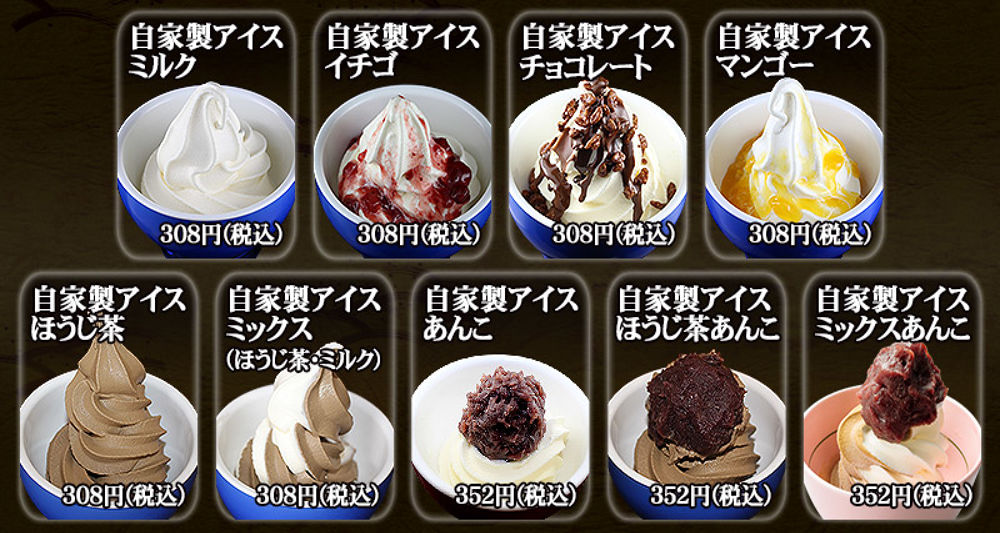 自家製アイス
ミルク
308円(税込)
自家製アイス
イチゴ
308円(税込)
自家製アイス
チョコレート
308円(税込)
自家製アイス
マンゴー
308円(税込)
自家製アイス
ほうじ茶
308円(税込)
自家製アイス
ミックス
(ほうじ茶・ミルク)
308円(税込)
自家製アイス
あんこ
352円(税込)
自家製アイス
ほうじ茶あんこ
352円(税込)
自家製アイス
ミックスあんこ
352円(税込)